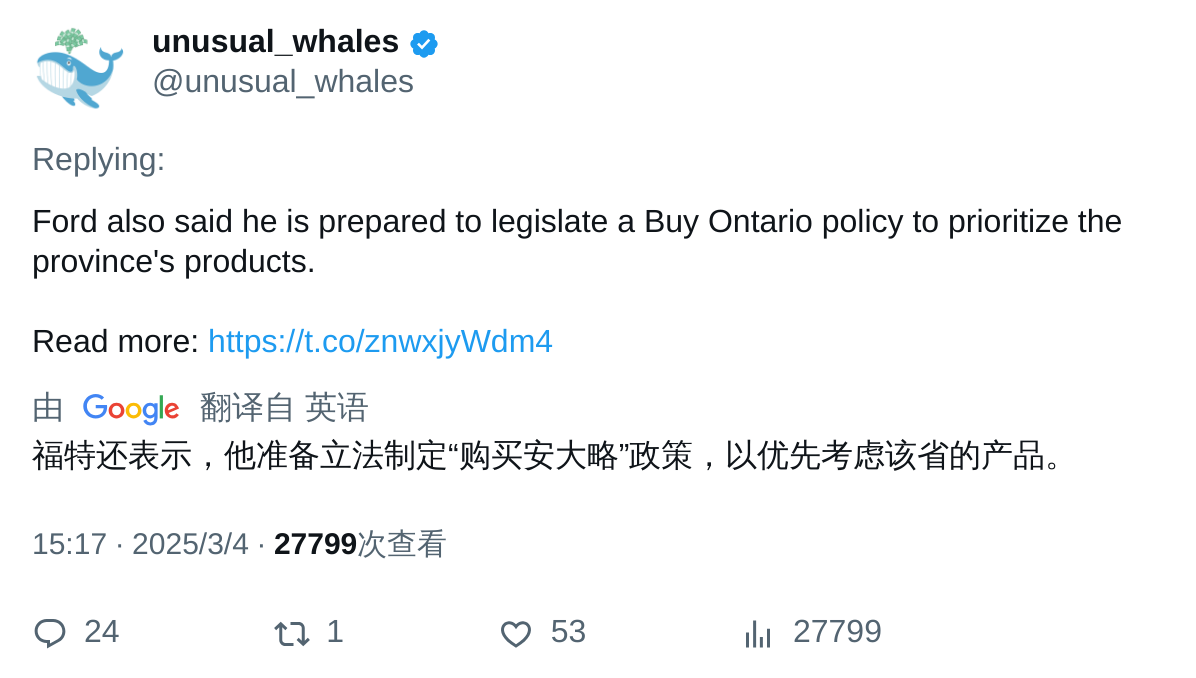 unusual_whales
@unusual_whales
Replying:
Ford also said he is prepared to legislate a Buy Ontario policy to prioritize the
province's products.
Read more: https://t.co/znwxjyWdm4
由 Google 翻译自 英语
福特还表示，他准备立法制定“购买安大略”政策，以优先考虑该省的产品。
15:17 · 2025/3/4 · 27799次查看
24 1 53 27799